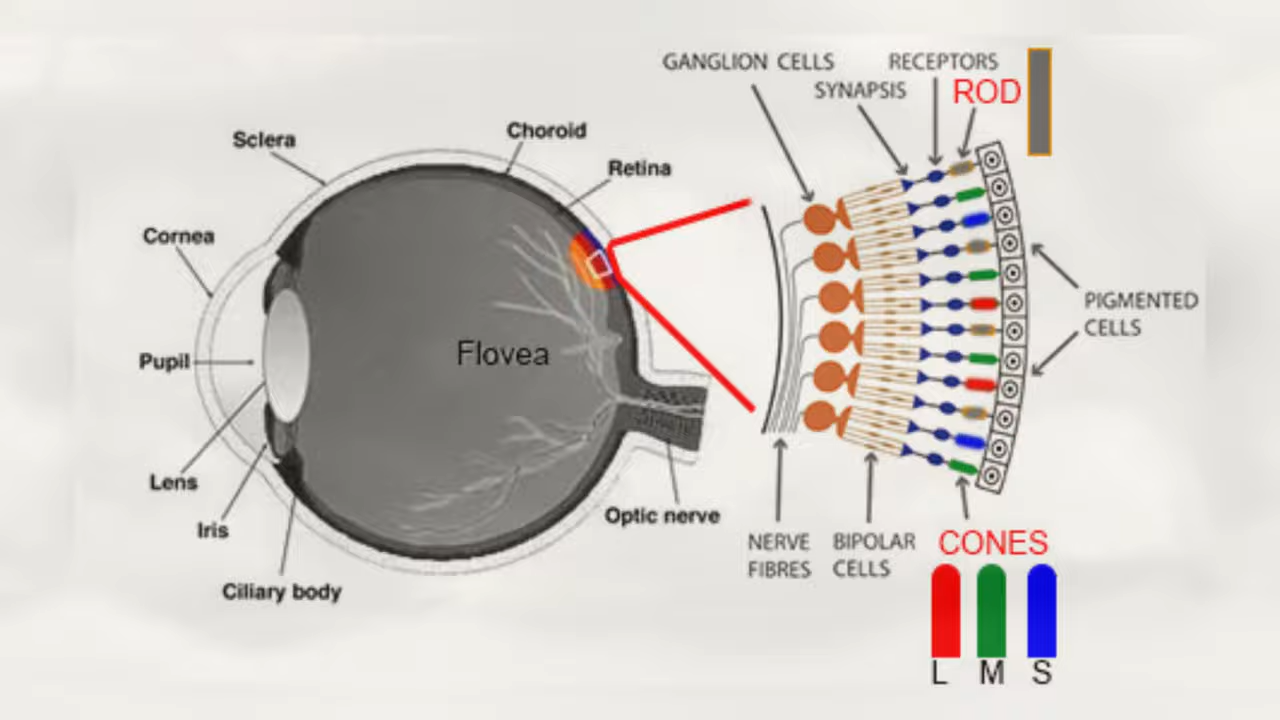 GANGLION CELLS
RECEPTORS
SYNAPSIS
ROD
Choroid
Sclera
Retina
Cornea
PIGMENTED
CELLS
Flovea
Pupil
Lens
Iris
Optic nerve
NERVE
FIBRES
BIPOLAR
CELLS
CONES
Ciliary body
L M S